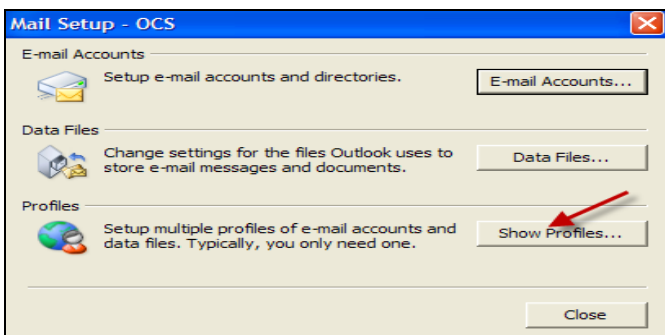 Mail Setup - OCS
E-mail Accounts
Setup e-mail accounts and directories.
E-mail Accounts...
Data Files
Change settings for the files Outlook uses to
store e-mail messages and documents.
Data Files...
Profiles
Setup multiple profiles of e-mail accounts and
data files. Typically, you only need one.
Show Profiles...
Close